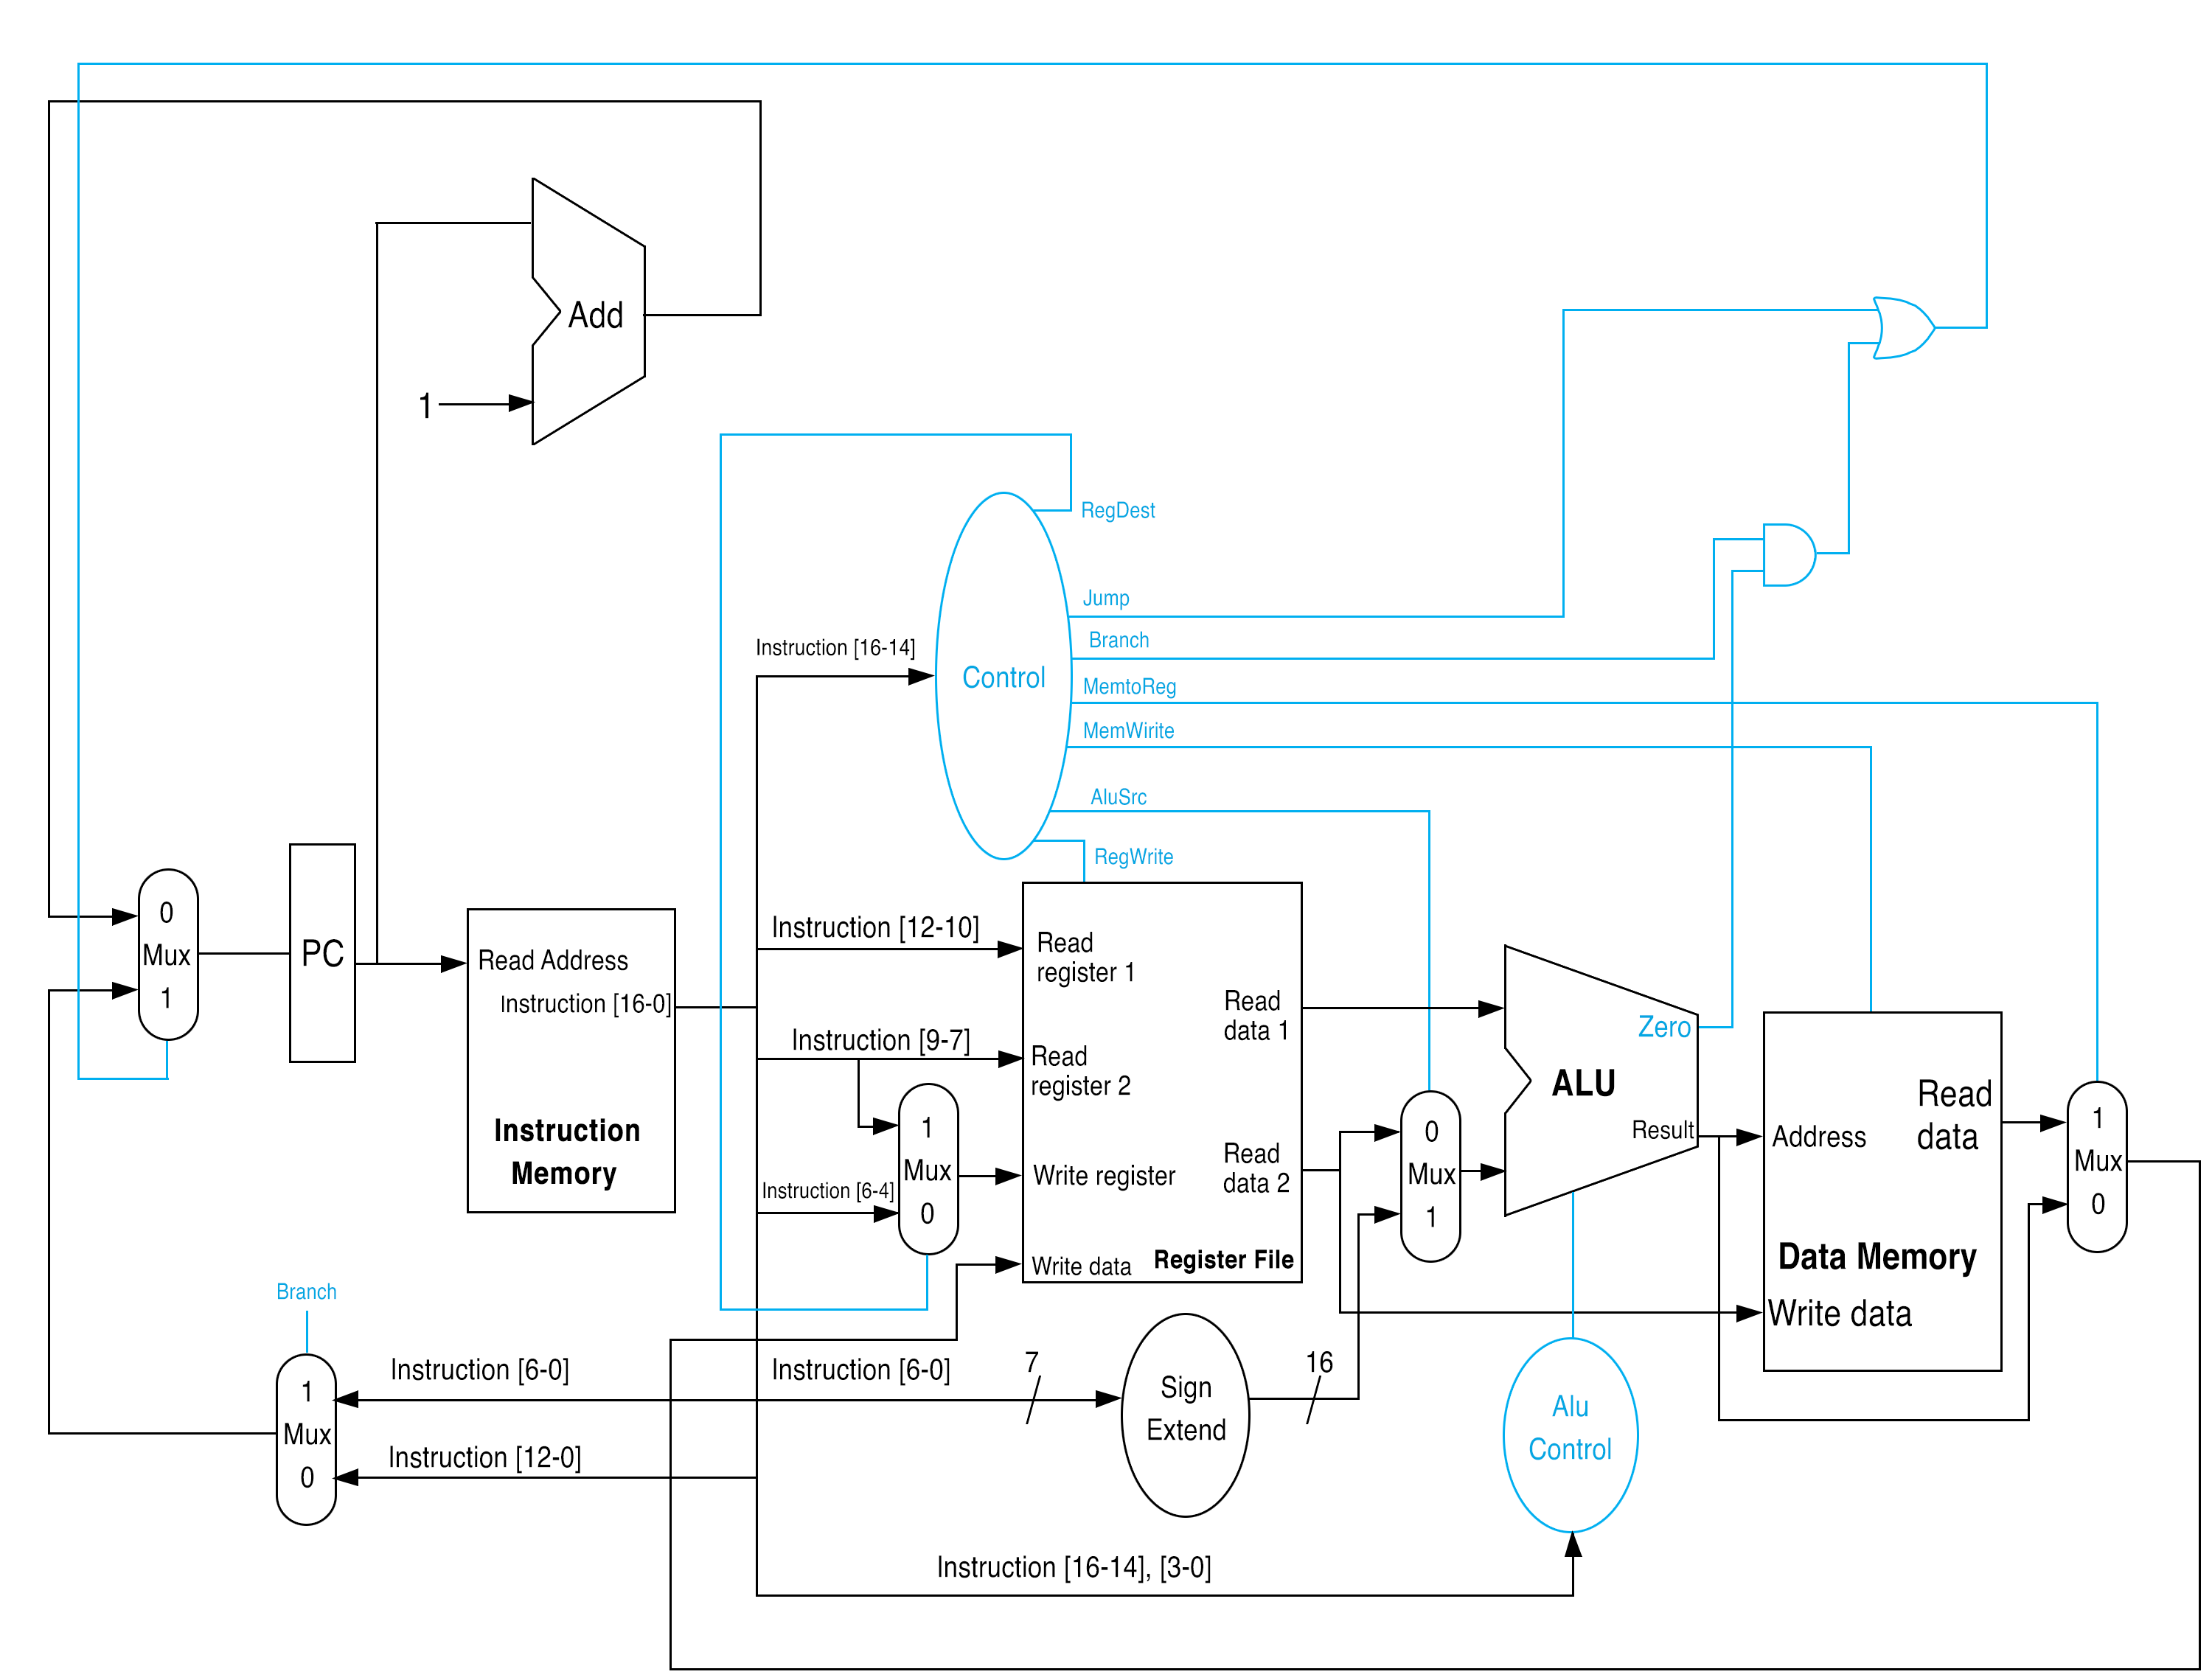 Add
1
RegDest
Jump
Branch
Instruction [16-14]
Control
MemtoReg
MemWirite
AluSrc
RegWrite
0
Mux
1
PC
Read Address
Instruction [16-0]
Instruction
Memory
Instruction [12-10]
Read
register 1
Instruction [9-7]
Read
register 2
1
Mux
0
Instruction [6-4]
Write register
Write data
Register File
Read
data 1
Read
data 2
0
Mux
1
Zero
ALU
Result
Address
Read
data
Data Memory
Write data
1
Mux
0
Branch
1
Mux
0
Instruction [6-0]
Instruction [12-0]
Instruction [6-0]
7
Sign
Extend
16
Alu
Control
Instruction [16-14], [3-0]